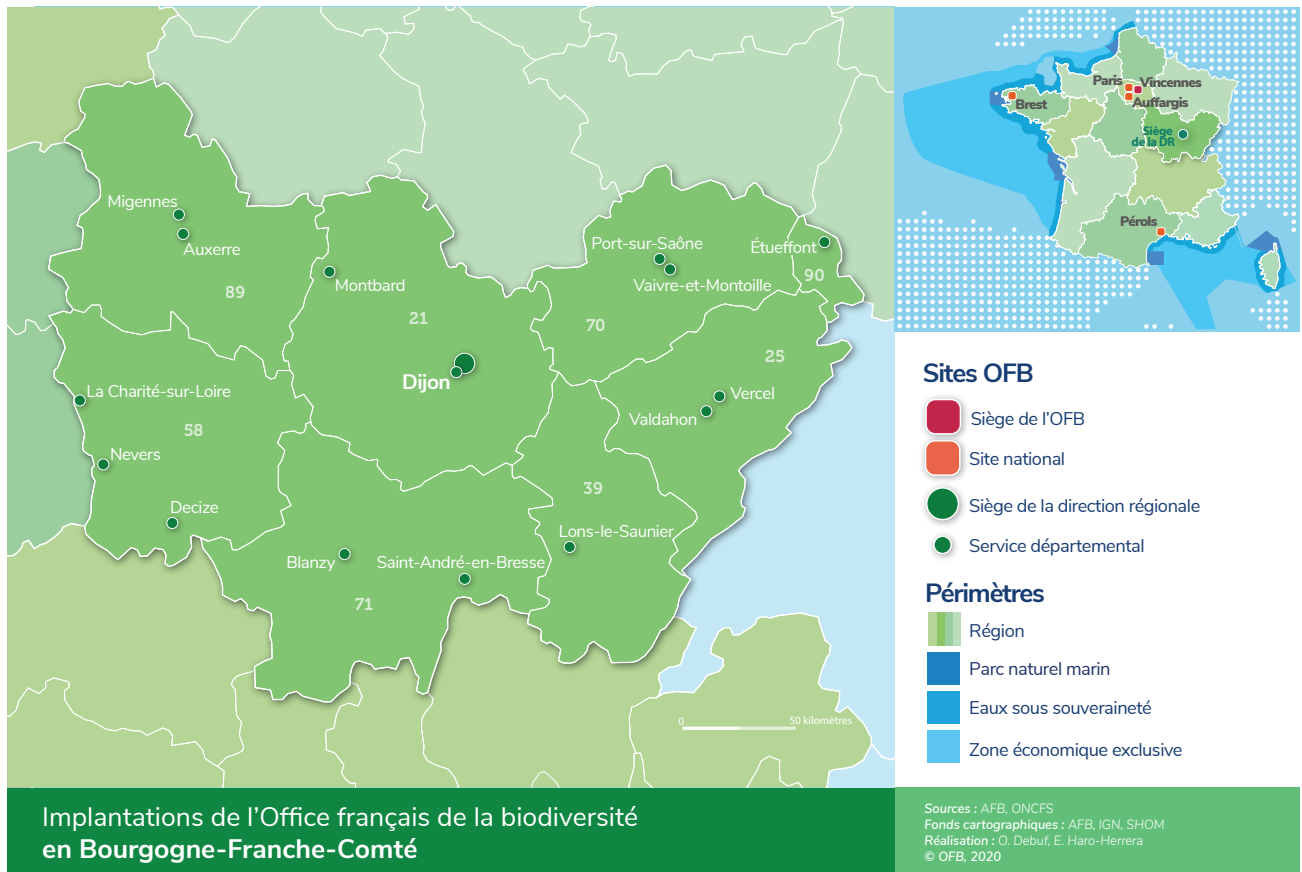 Migennes
Auxerre
89
Montbard
21
Dijon
Port-sur-Saône
Vaivre-et-Montoille
Étueffont
90
70
25
Vercel
Valdahon
La Charité-sur-Loire
58
Nevers
Decize
39
Lons-le-Saunier
Blanzy
Saint-André-en-Bresse
71
0
50 kilomètres
Paris
Vincennes
Auffargis
Brest
Siège
de la DR
Pérols
Sites OFB
Siège de l'OFB
Site national
Siège de la direction régionale
Service départemental
Périmètres
Région
Parc naturel marin
Eaux sous souveraineté
Zone économique exclusive
Implantations de l'Office français de la biodiversité
en Bourgogne-Franche-Comté
Sources : AFB, ONCFS
Fonds cartographiques : AFB, IGN, SHOM
Réalisation : O. Debuf, E. Haro-Herrera
© OFB, 2020